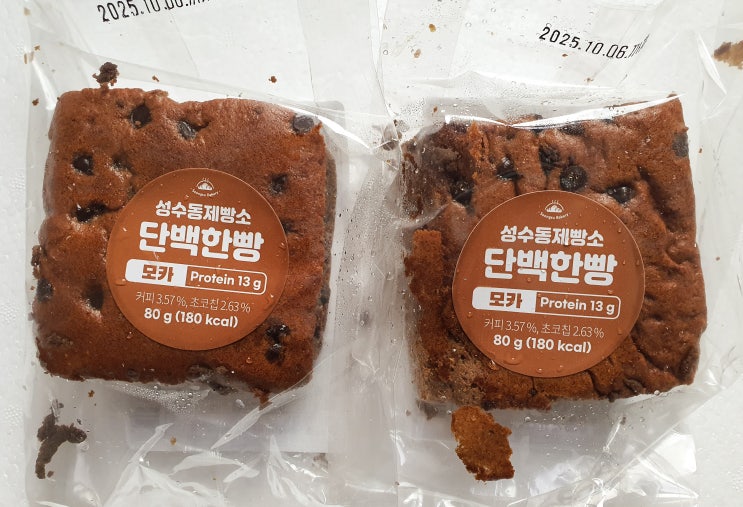 2025.10.06
성수동제빵소
단백한빵
모카 Protein 13 g
커피 3.57 %, 초코칩 2.63 %
80 g (180 kcal)
2025.10.06
Seongsu Bakery
성수동제빵소
단백한빵
모카 Protein 13 g
커피 3.57 %, 초코칩 2.63 %
80 g (180 kcal)